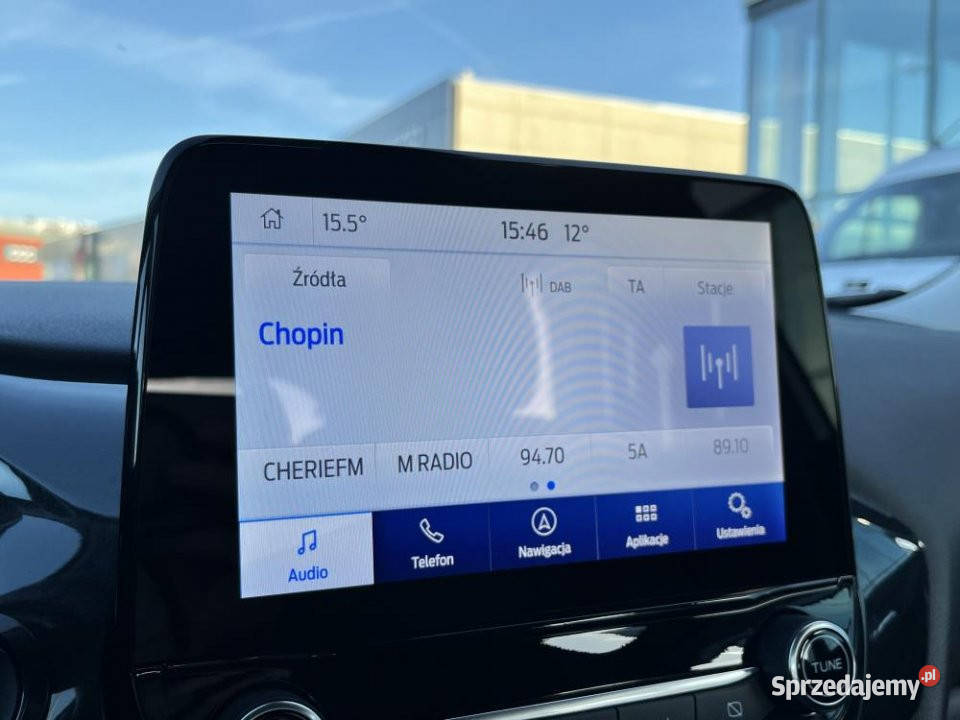 15.5° 15:46 12°
Źródła DAB TA Stacje
Chopin
CHERIEFM M RADIO 94.70 5A 89.10
Audio Telefon Nawigacja Aplikacje Ustawienia
TUNE
Sprzedajemy.pl